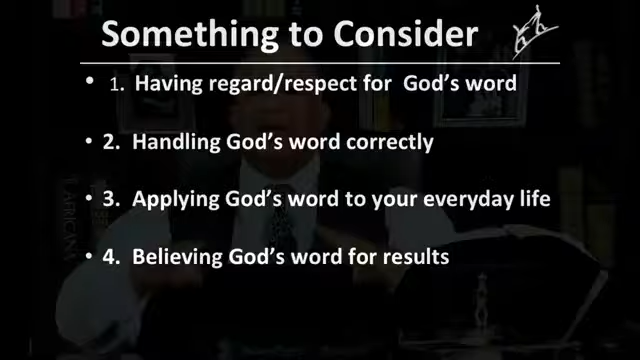 Something to Consider
• 1. Having regard/respect for God's word
• 2. Handling God's word correctly
• 3. Applying God's word to your everyday life
• 4. Believing God's word for results
AFRICANA